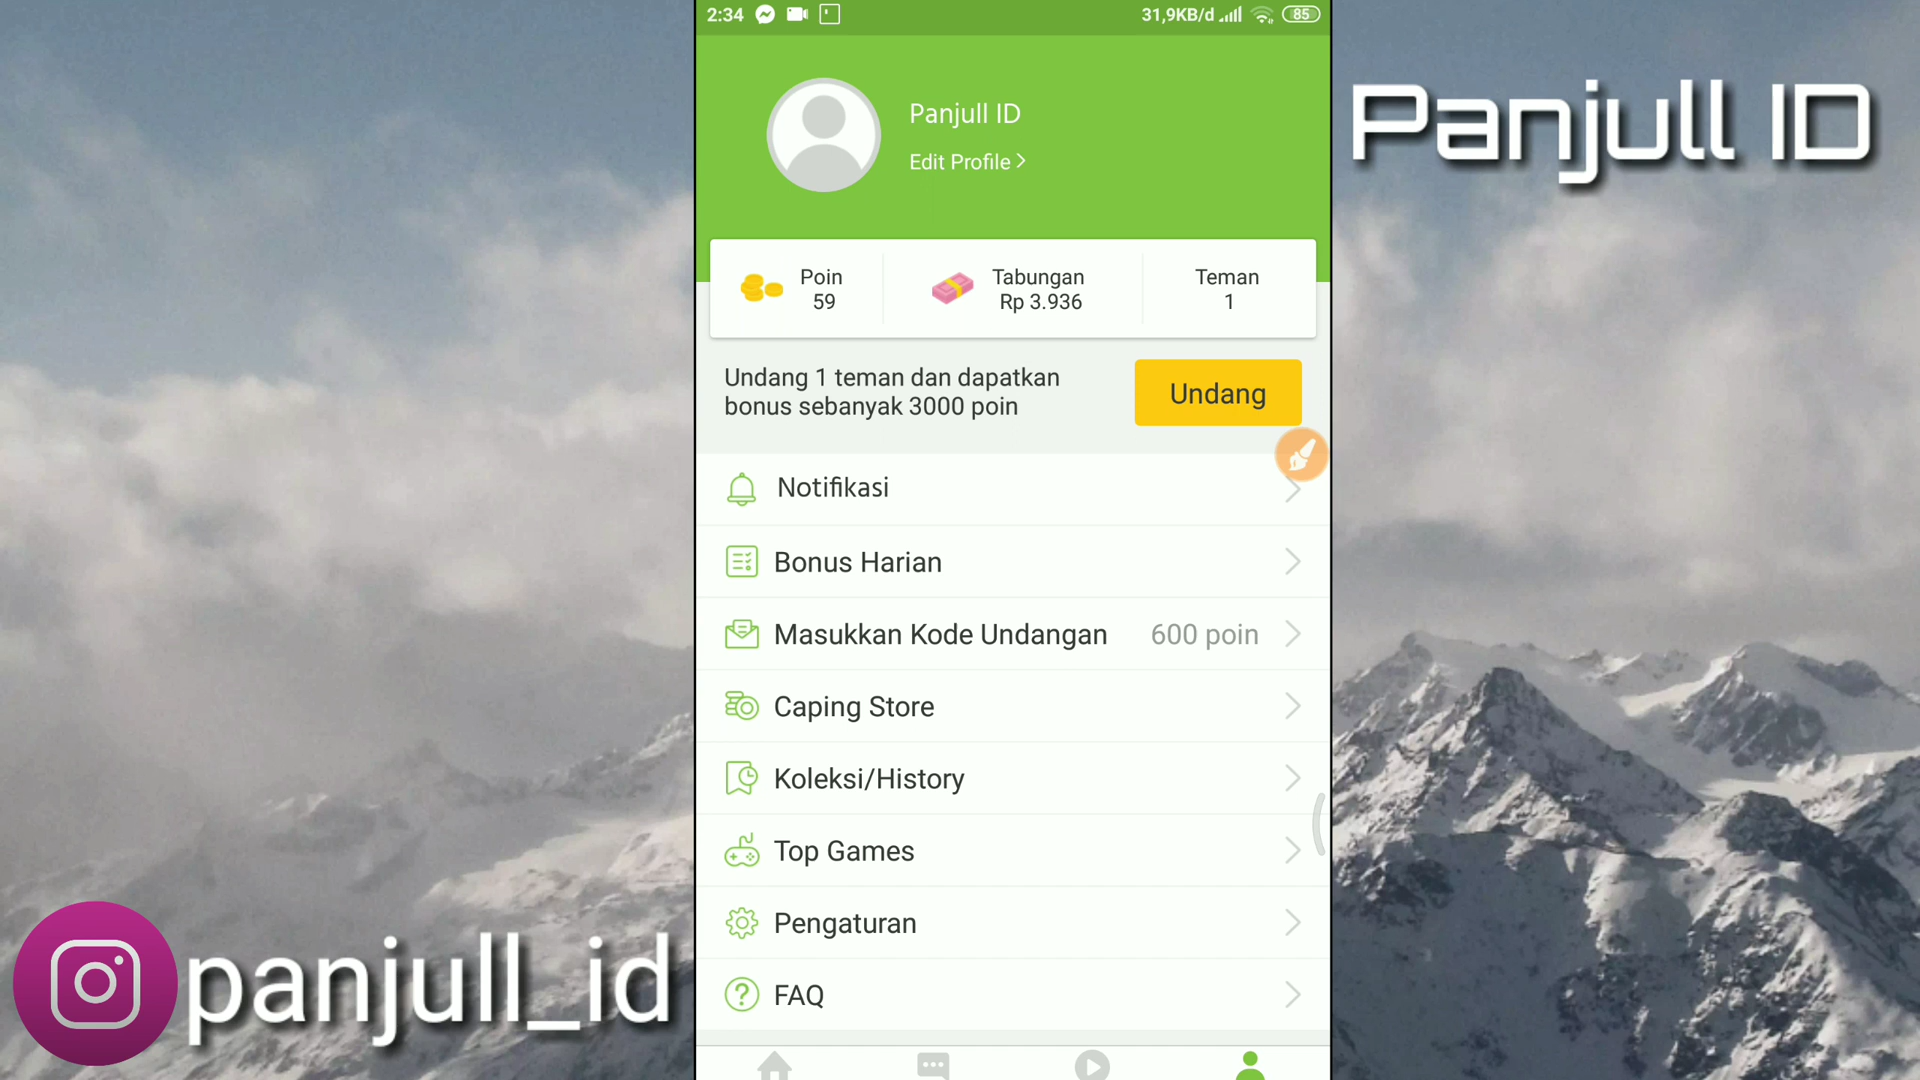 2:34
31,9KB/d
85
Panjull ID
Edit Profile
Panjull ID
Poin
59
Tabungan
Rp 3.936
Teman
1
Undang 1 teman dan dapatkan
bonus sebanyak 3000 poin
Undang
Notifikasi
Bonus Harian
Masukkan Kode Undangan 600 poin
Caping Store
Koleksi/History
Top Games
Pengaturan
FAQ
panjull_id